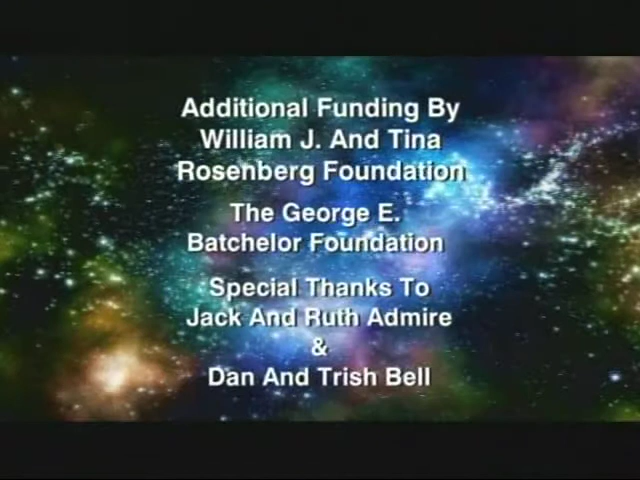 Additional Funding By
William J. And Tina
Rosenberg Foundation
The George E.
Batchelor Foundation
Special Thanks To
Jack And Ruth Admire
&
Dan And Trish Bell